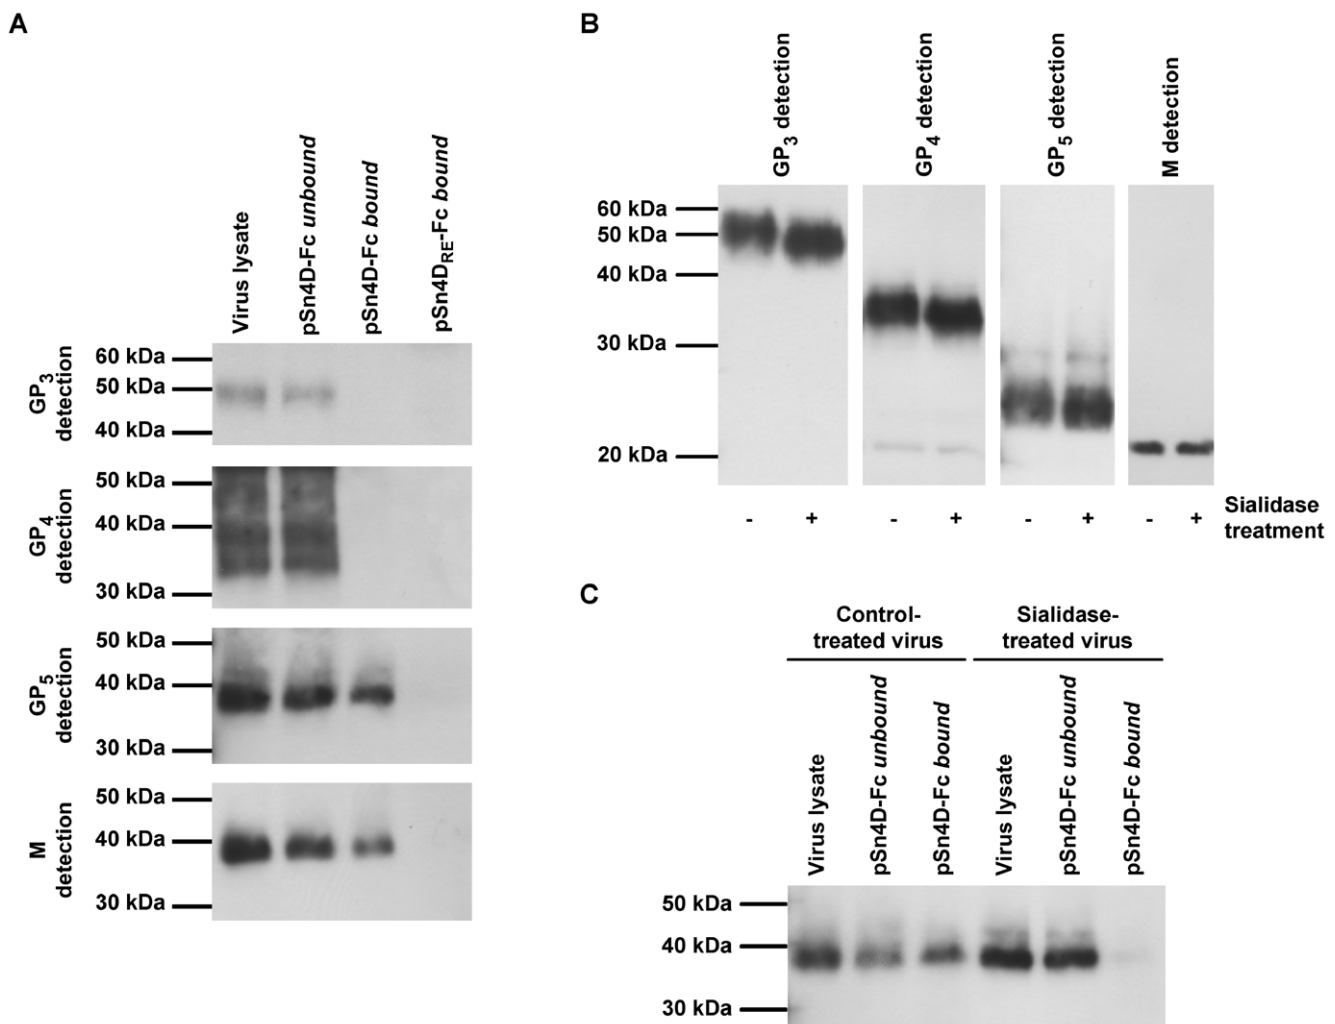 A
Virus lysate
pSn4D-Fc unbound
pSn4D-Fc bound
pSn4DRE-Fc bound
GP3
detection
60 kDa
50 kDa
40 kDa
GP4
detection
50 kDa
40 kDa
30 kDa
GP5
detection
50 kDa
40 kDa
30 kDa
M
detection
50 kDa
40 kDa
30 kDa
B
GP3 detection
GP4 detection
GP5 detection
M detection
60 kDa
50 kDa
40 kDa
30 kDa
20 kDa
- + - + - + - + Sialidase
treatment
C
Control-
treated virus
Sialidase-
treated virus
Virus lysate
pSn4D-Fc unbound
pSn4D-Fc bound
Virus lysate
pSn4D-Fc unbound
pSn4D-Fc bound
50 kDa
40 kDa
30 kDa